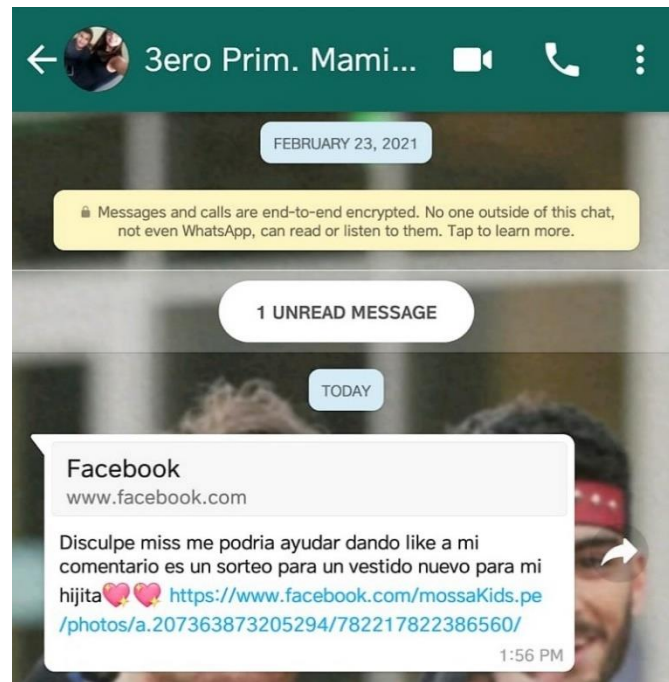 3ero Prim. Mami...
FEBRUARY 23, 2021
Messages and calls are end-to-end encrypted. No one outside of this chat,
not even WhatsApp, can read or listen to them. Tap to learn more.
1 UNREAD MESSAGE
TODAY
Facebook
www.facebook.com
Disculpe miss me podria ayudar dando like a mi
comentario es un sorteo para un vestido nuevo para mi
hijita💖💖 https://www.facebook.com/mossaKids.pe
/photos/a.207363873205294/782217822386560/
1:56 PM